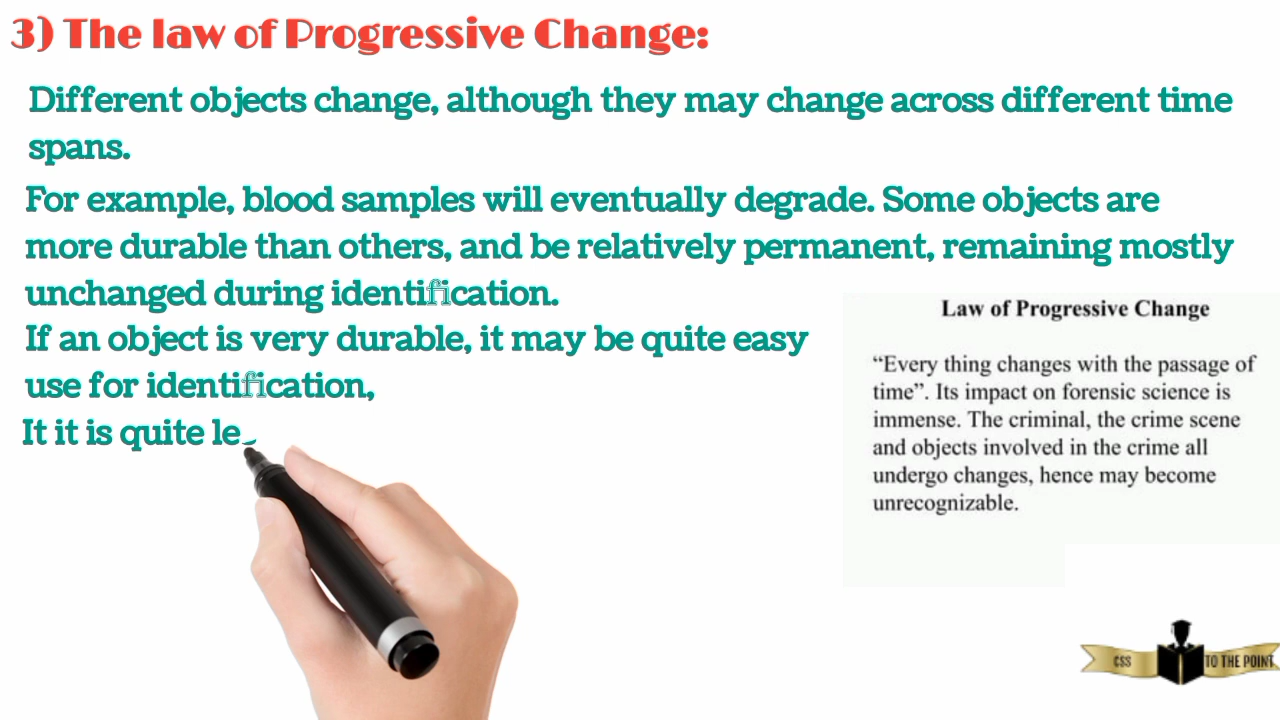 3) The law of Progressive Change:
Different objects change, although they may change across different time
spans.
For example, blood samples will eventually degrade. Some objects are
more durable than others, and be relatively permanent, remaining mostly
unchanged during identification.
If an object is very durable, it may be quite easy
use for identification,
It it is quite
Law of Progressive Change
“Every thing changes with the passage of
time”. Its impact on forensic science is
immense. The criminal, the crime scene
and objects involved in the crime all
undergo changes, hence may become
unrecognizable.
CSS TO THE POINT